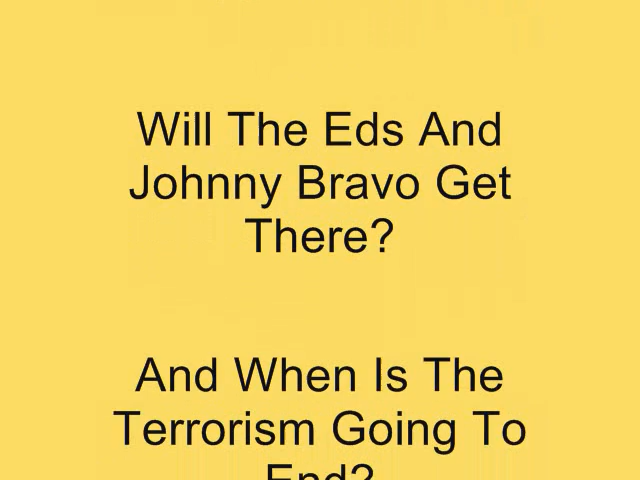 Will The Eds And
Johnny Bravo Get
There?
And When Is The
Terrorism Going To
End?